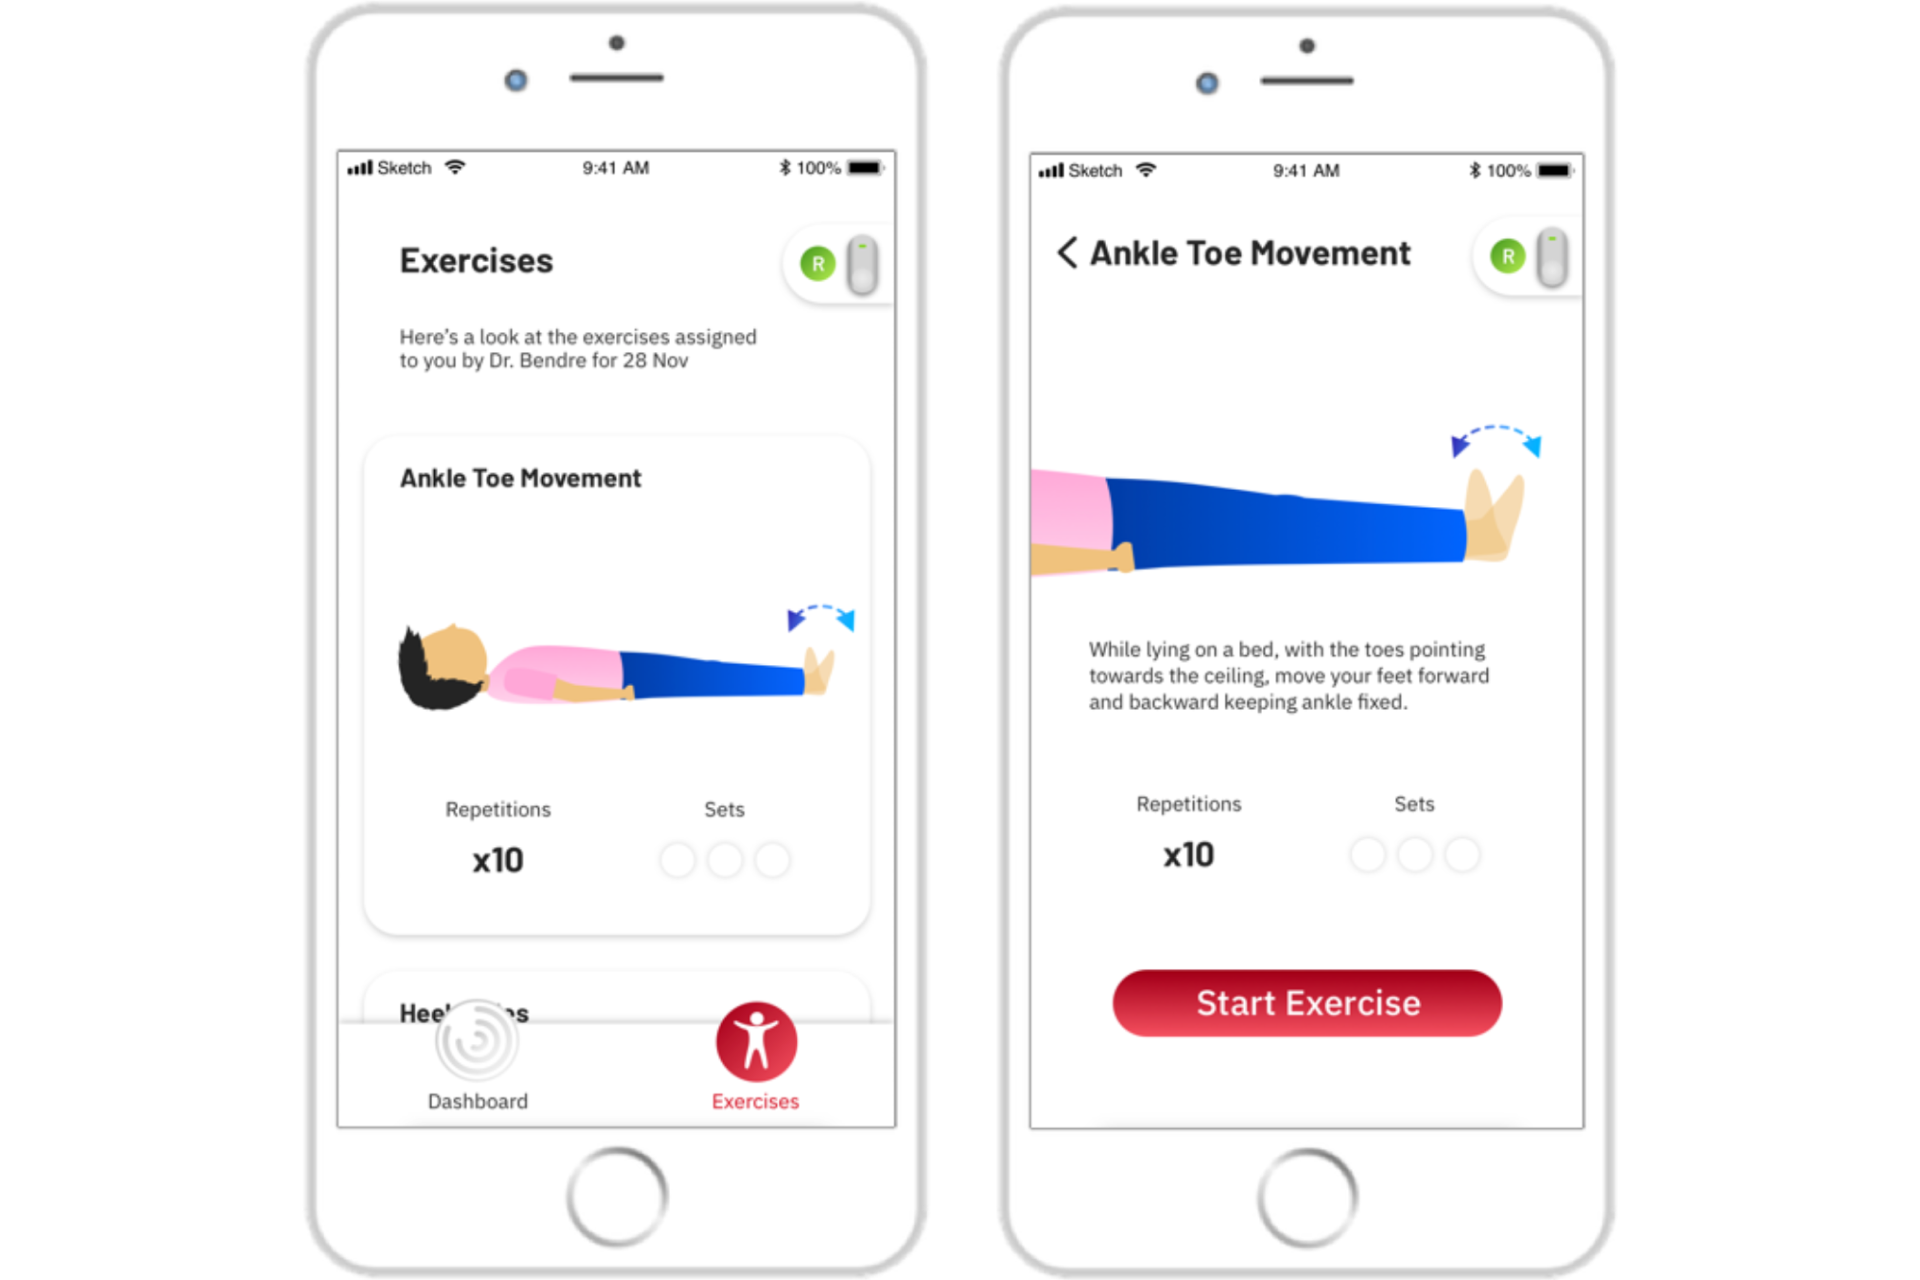 Sketch 9:41 AM 100%
Exercises
R
Here's a look at the exercises assigned
to you by Dr. Bendre for 28 Nov
Ankle Toe Movement
Repetitions Sets
x10
Dashboard Exercises
Sketch 9:41 AM 100%
Ankle Toe Movement
R
While lying on a bed, with the toes pointing
towards the ceiling, move your feet forward
and backward keeping ankle fixed.
Repetitions Sets
x10
Start Exercise